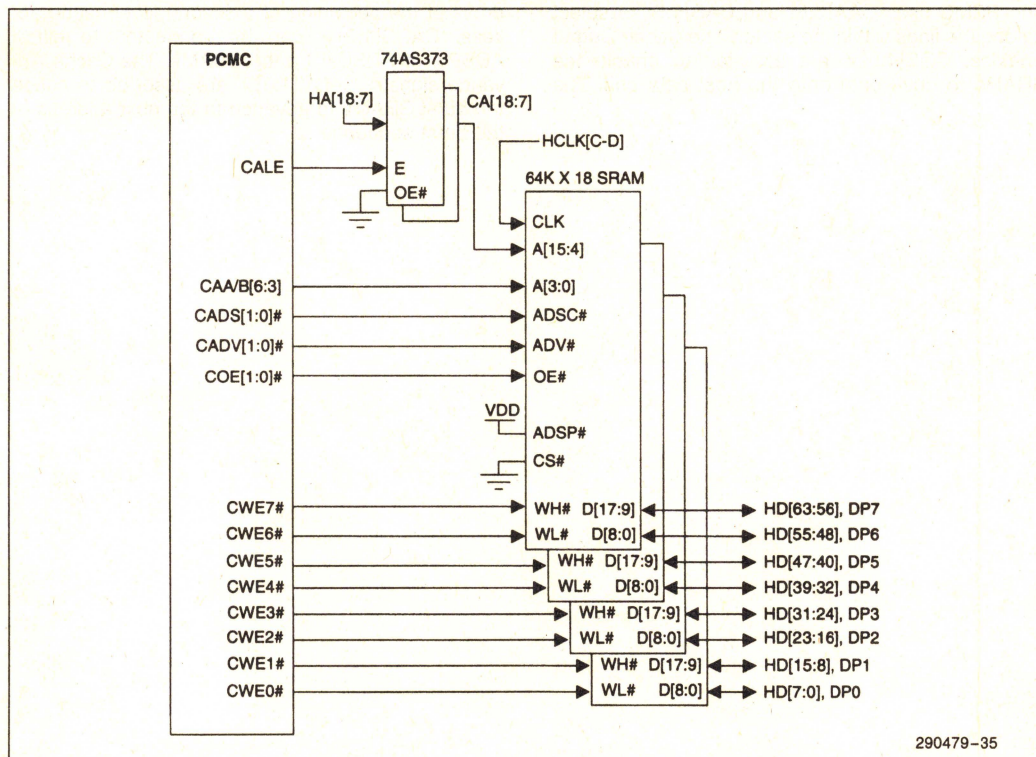 PCMC
74AS373
HA[18:7]
CA[18:7]
HCLK[C-D]
CALE
E
OE#
64K X 18 SRAM
CLK
A[15:4]
CAA/B[6:3]
A[3:0]
CADS[1:0]#
ADSC#
CADV[1:0]#
ADV#
COE[1:0]#
OE#
VDD
ADSP#
CS#
CWE7#
WH# D[17:9]
HD[63:56], DP7
CWE6#
WL# D[8:0]
HD[55:48], DP6
CWE5#
WH# D[17:9]
HD[47:40], DP5
CWE4#
WL# D[8:0]
HD[39:32], DP4
CWE3#
WH# D[17:9]
HD[31:24], DP3
CWE2#
WL# D[8:0]
HD[23:16], DP2
CWE1#
WH# D[17:9]
HD[15:8], DP1
CWE0#
WL# D[8:0]
HD[7:0], DP0
290479-35